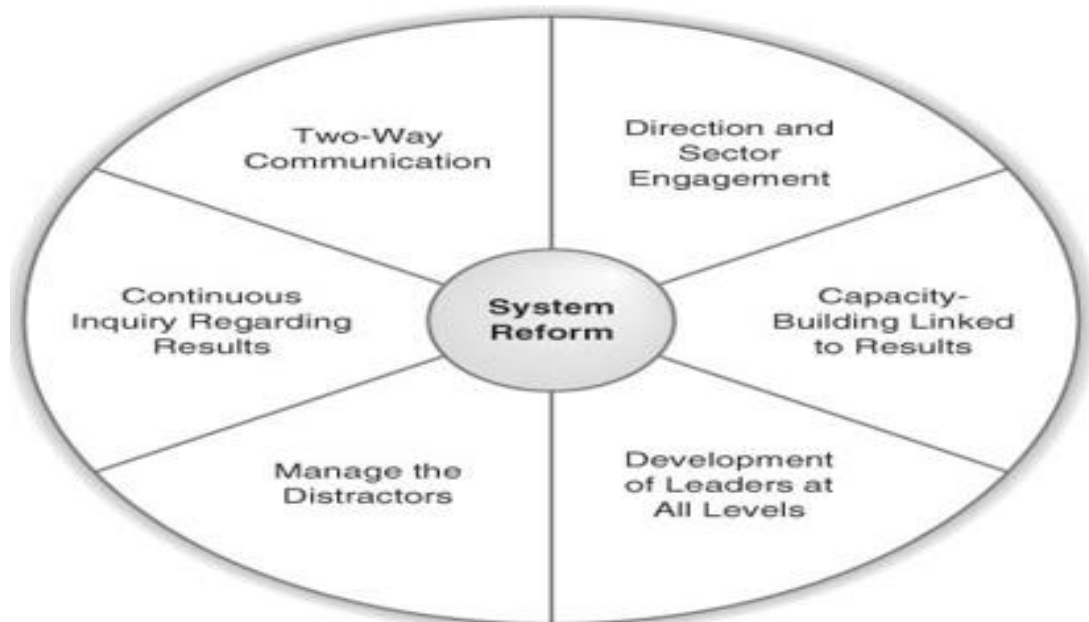 Two-Way
Communication
Direction and
Sector
Engagement
Continuous
Inquiry Regarding
Results
System
Reform
Capacity-
Building Linked
to Results
Manage the
Distractors
Development
of Leaders at
All Levels